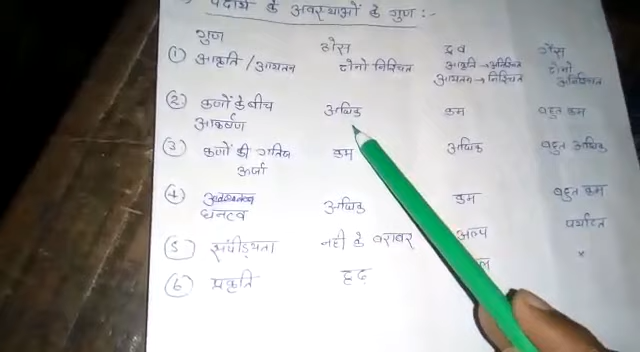 पदार्थ के अवस्थाओं के गुण :-
गुण ठोस द्रव गैस
① आकृति / आयतन दोनो निश्चित आकृति → अनिश्चित दोनो
आयतन → निश्चित अनिश्चित
② कणों के बीच अधिक कम बहुत कम
आकर्षण
③ कणों की गतिज कम अधिक बहुत अधिक
ऊर्जा
④ कम बहुत कम
घनत्व अधिक
⑤ संपीड्यता नही के बराबर अल्प पर्याप्त
⑥ प्रकृति दृढ़ ×